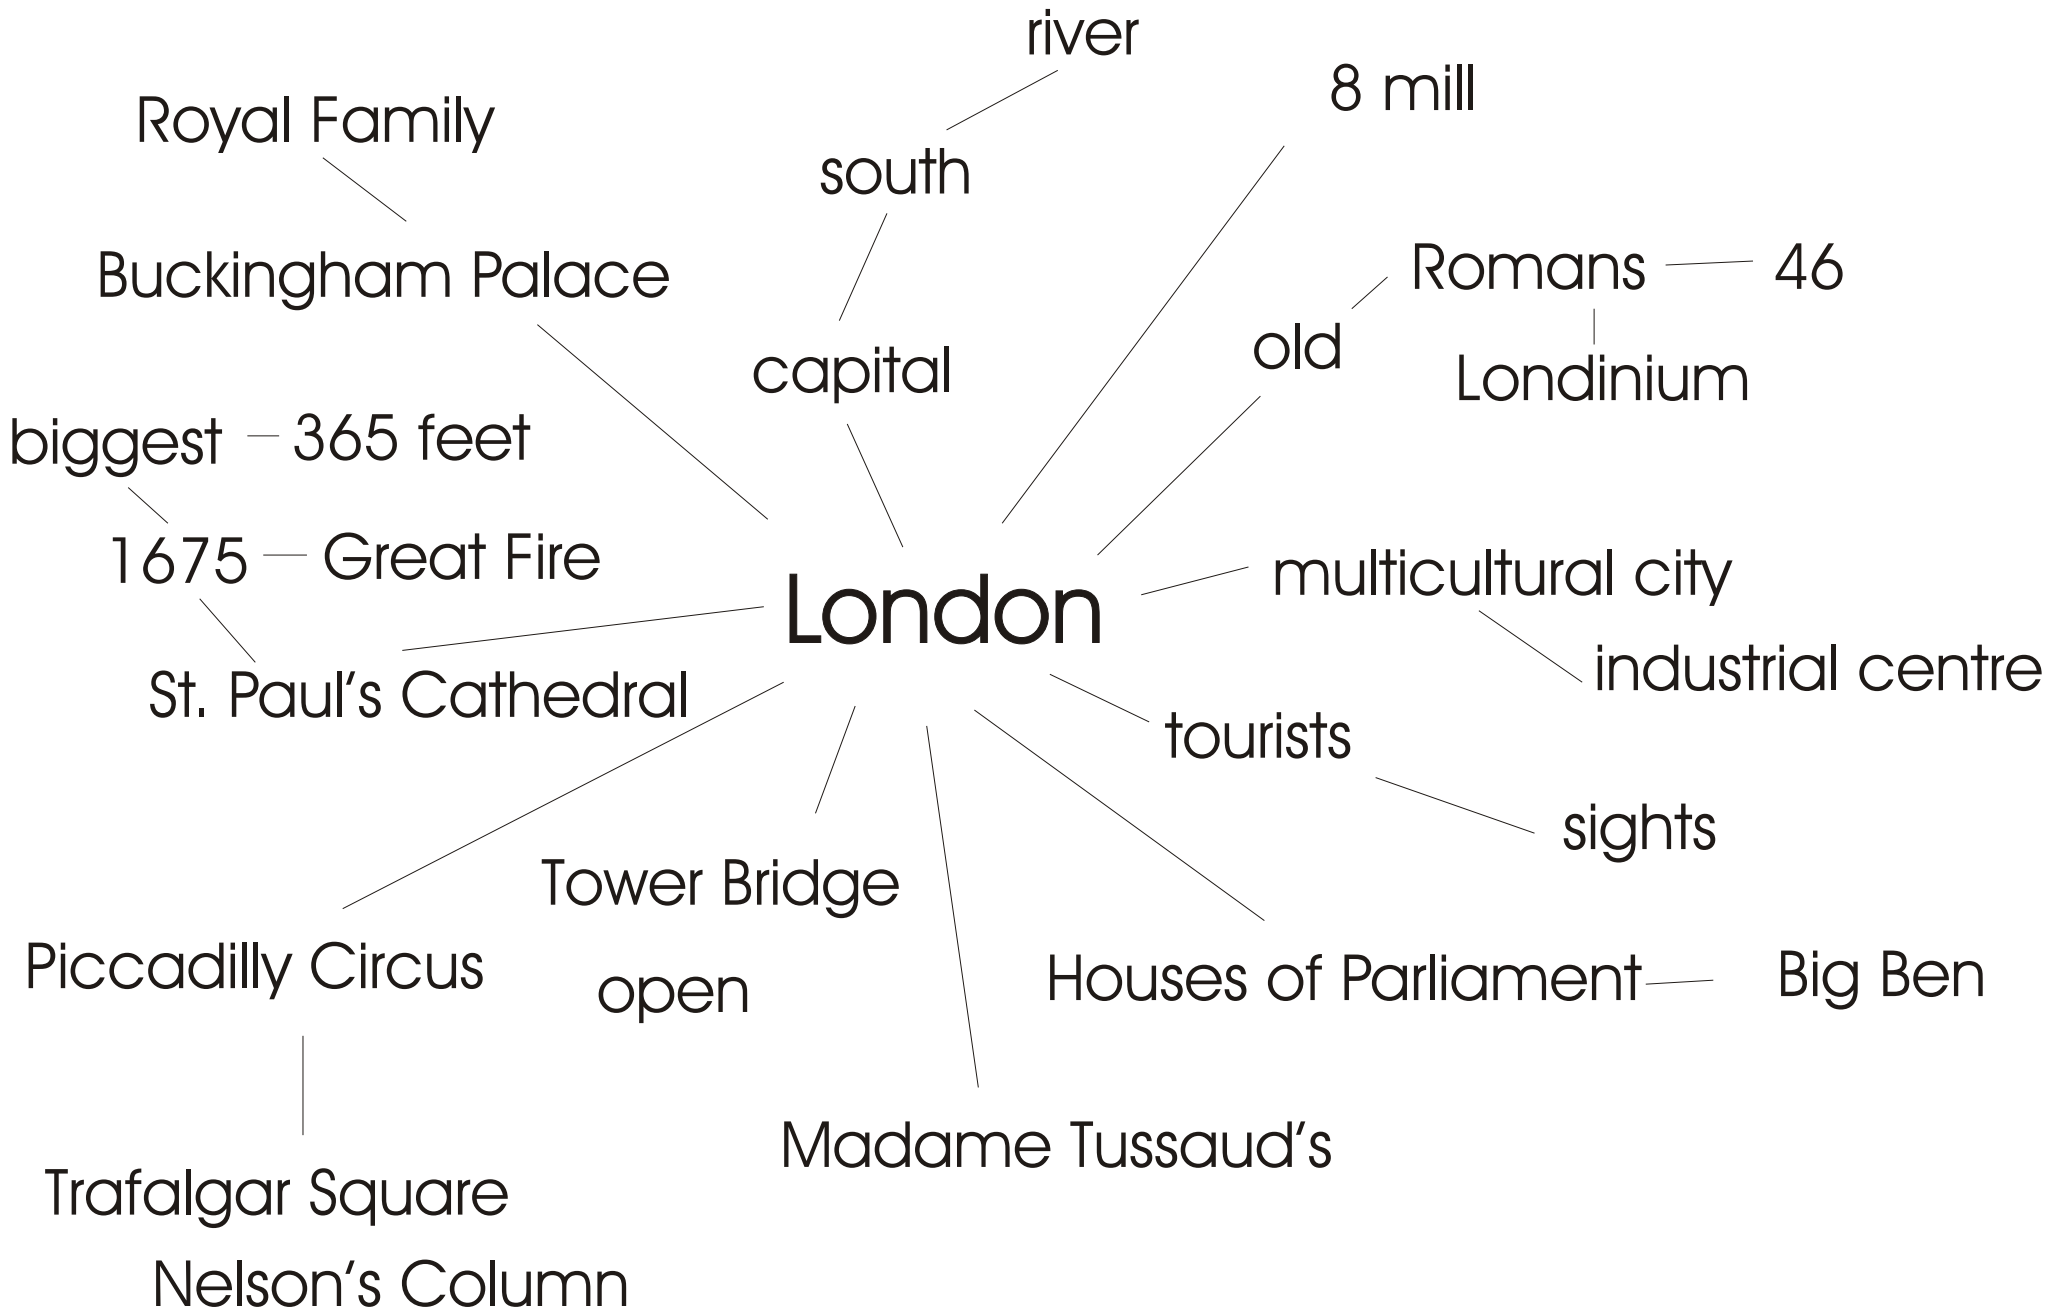 river
8 mill
Royal Family
south
Buckingham Palace
Romans
46
old
capital
Londinium
biggest
365 feet
1675
Great Fire
multicultural city
London
industrial centre
St. Paul's Cathedral
tourists
sights
Tower Bridge
Piccadilly Circus
open
Houses of Parliament
Big Ben
Madame Tussaud's
Trafalgar Square
Nelson's Column